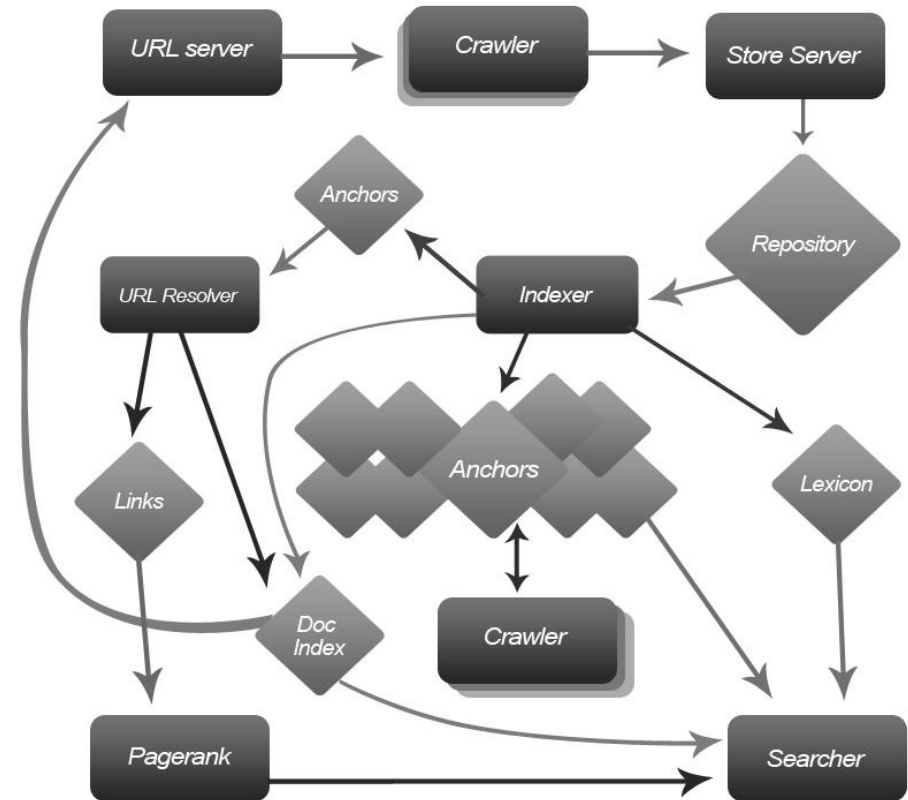 URL server
Crawler
Store Server
Anchors
Repository
URL Resolver
Indexer
Anchors
Links
Lexicon
Doc
Index
Crawler
Pagerank
Searcher